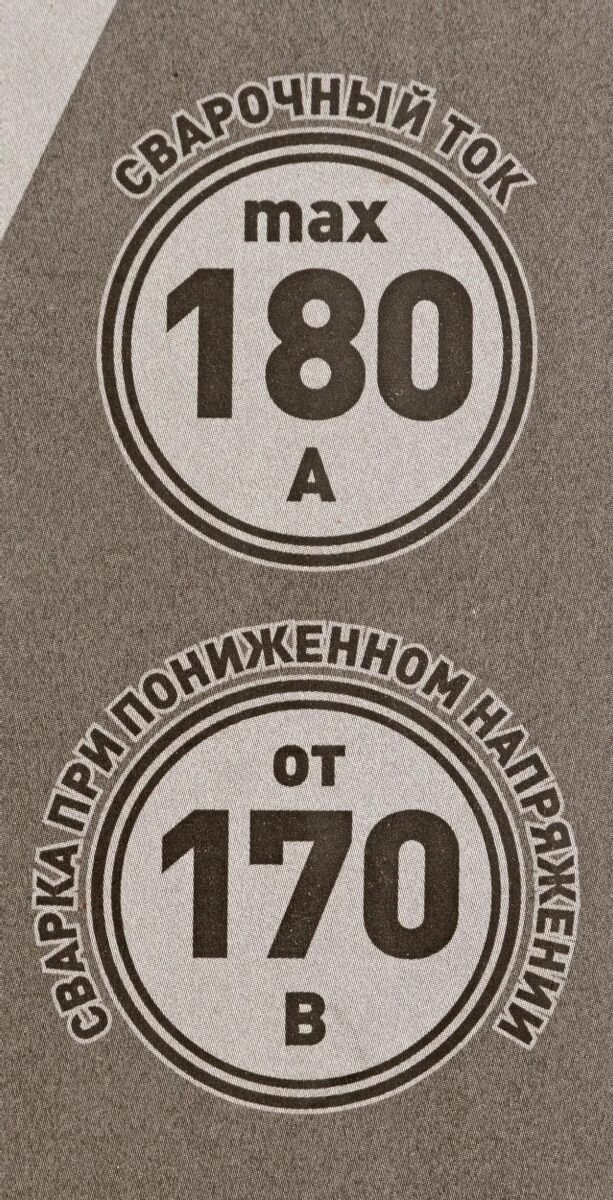 СВАРОЧНЫЙ ТОК
max
180
А
СВАРКА ПРИ ПОНИЖЕННОМ НАПРЯЖЕНИИ
от
170
В